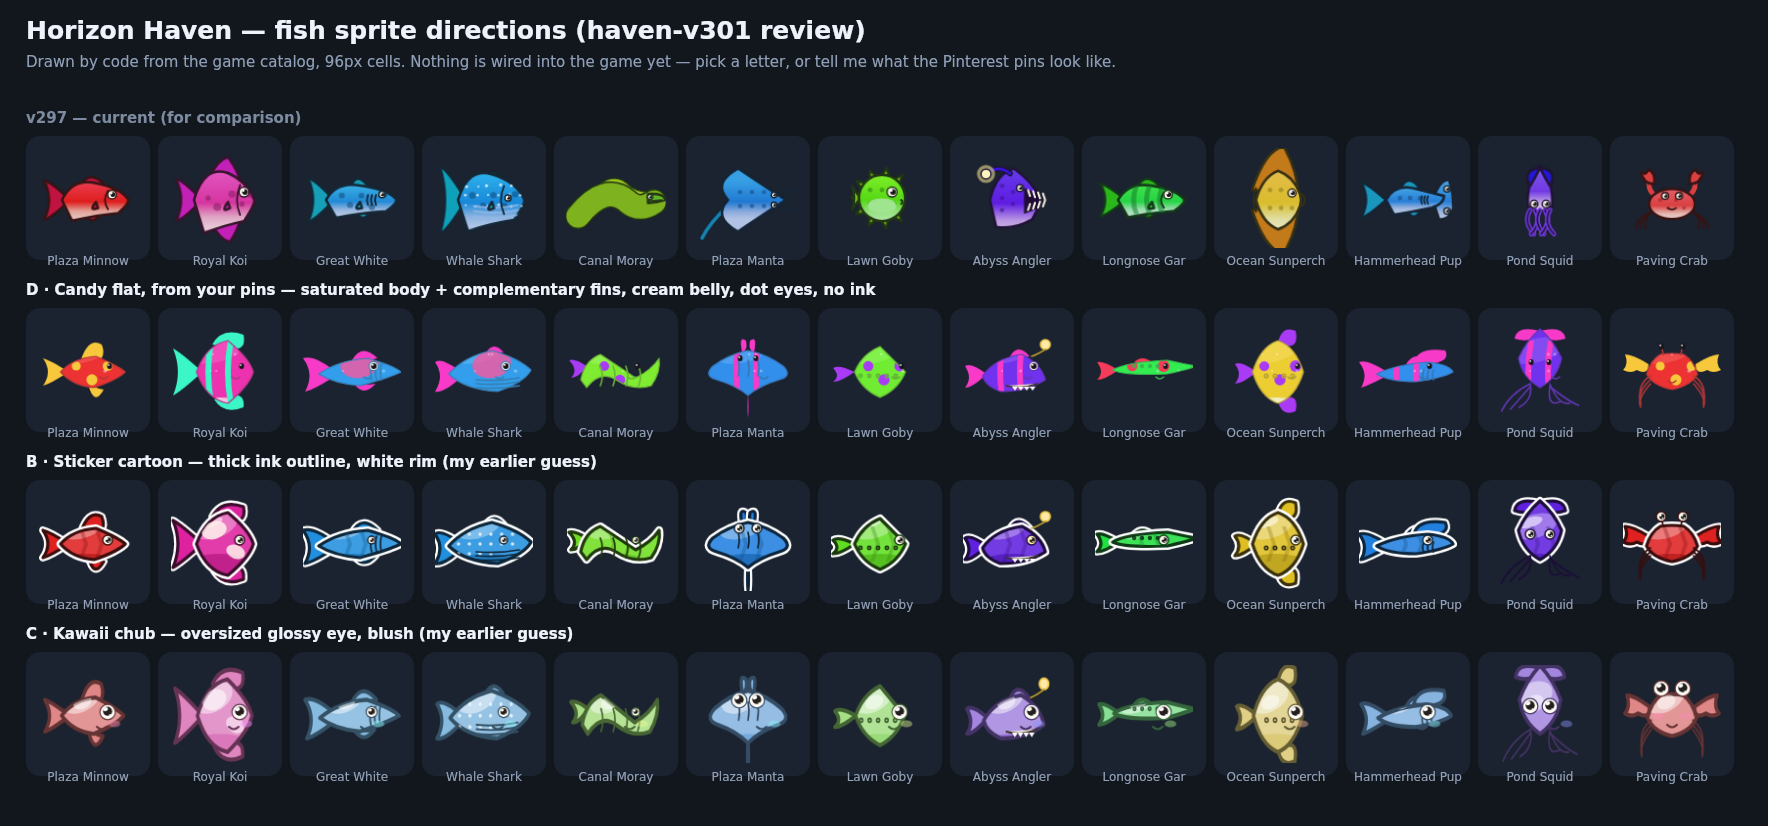 Horizon Haven — fish sprite directions (haven-v301 review)
Drawn by code from the game catalog, 96px cells. Nothing is wired into the game yet — pick a letter, or tell me what the Pinterest pins look like.
v297 — current (for comparison)
Plaza Minnow Royal Koi Great White Whale Shark Canal Moray Plaza Manta Lawn Goby Abyss Angler Longnose Gar Ocean Sunperch Hammerhead Pup Pond Squid Paving Crab
D · Candy flat, from your pins — saturated body + complementary fins, cream belly, dot eyes, no ink
Plaza Minnow Royal Koi Great White Whale Shark Canal Moray Plaza Manta Lawn Goby Abyss Angler Longnose Gar Ocean Sunperch Hammerhead Pup Pond Squid Paving Crab
B · Sticker cartoon — thick ink outline, white rim (my earlier guess)
Plaza Minnow Royal Koi Great White Whale Shark Canal Moray Plaza Manta Lawn Goby Abyss Angler Longnose Gar Ocean Sunperch Hammerhead Pup Pond Squid Paving Crab
C · Kawaii chub — oversized glossy eye, blush (my earlier guess)
Plaza Minnow Royal Koi Great White Whale Shark Canal Moray Plaza Manta Lawn Goby Abyss Angler Longnose Gar Ocean Sunperch Hammerhead Pup Pond Squid Paving Crab